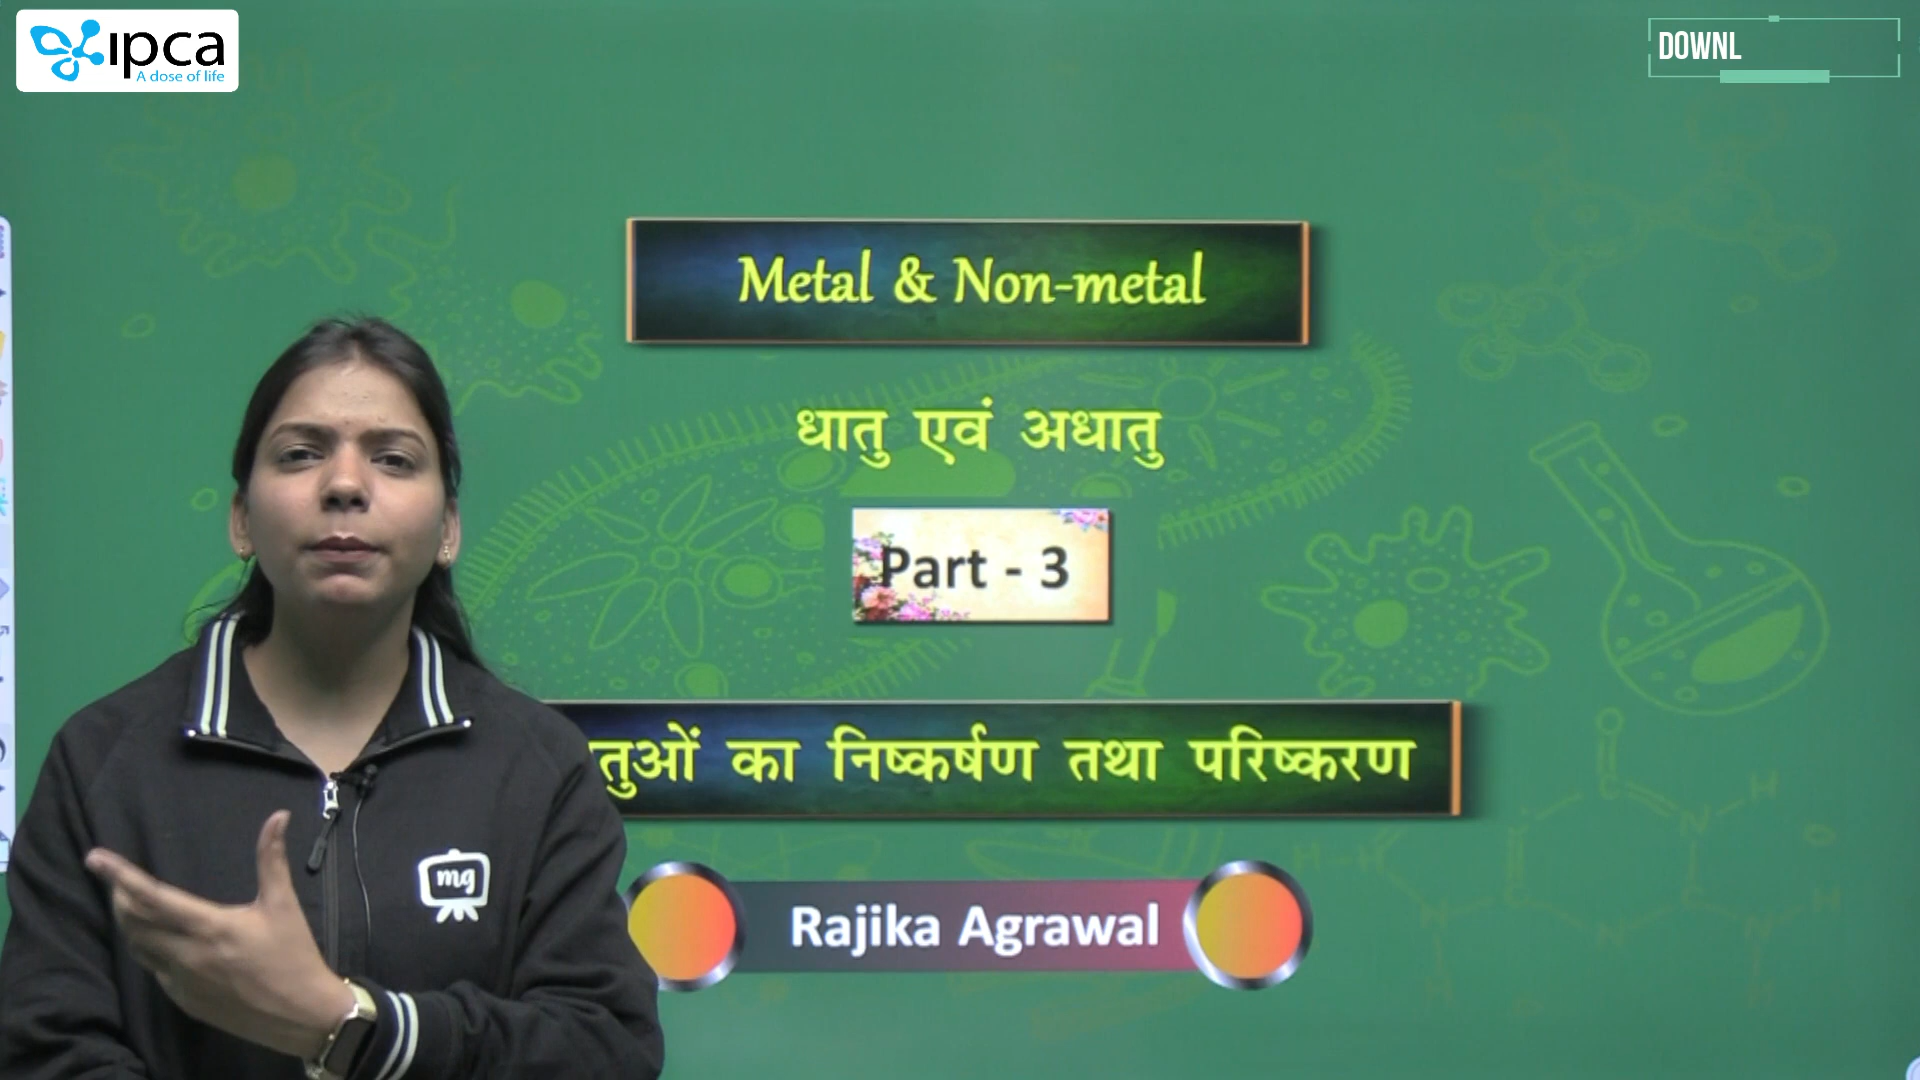 ipca
A dose of life
DOWNL
Metal & Non-metal
धातु एवं अधातु
Part - 3
का निष्कर्षण तथा परिष्करण
mg
Rajika Agrawal